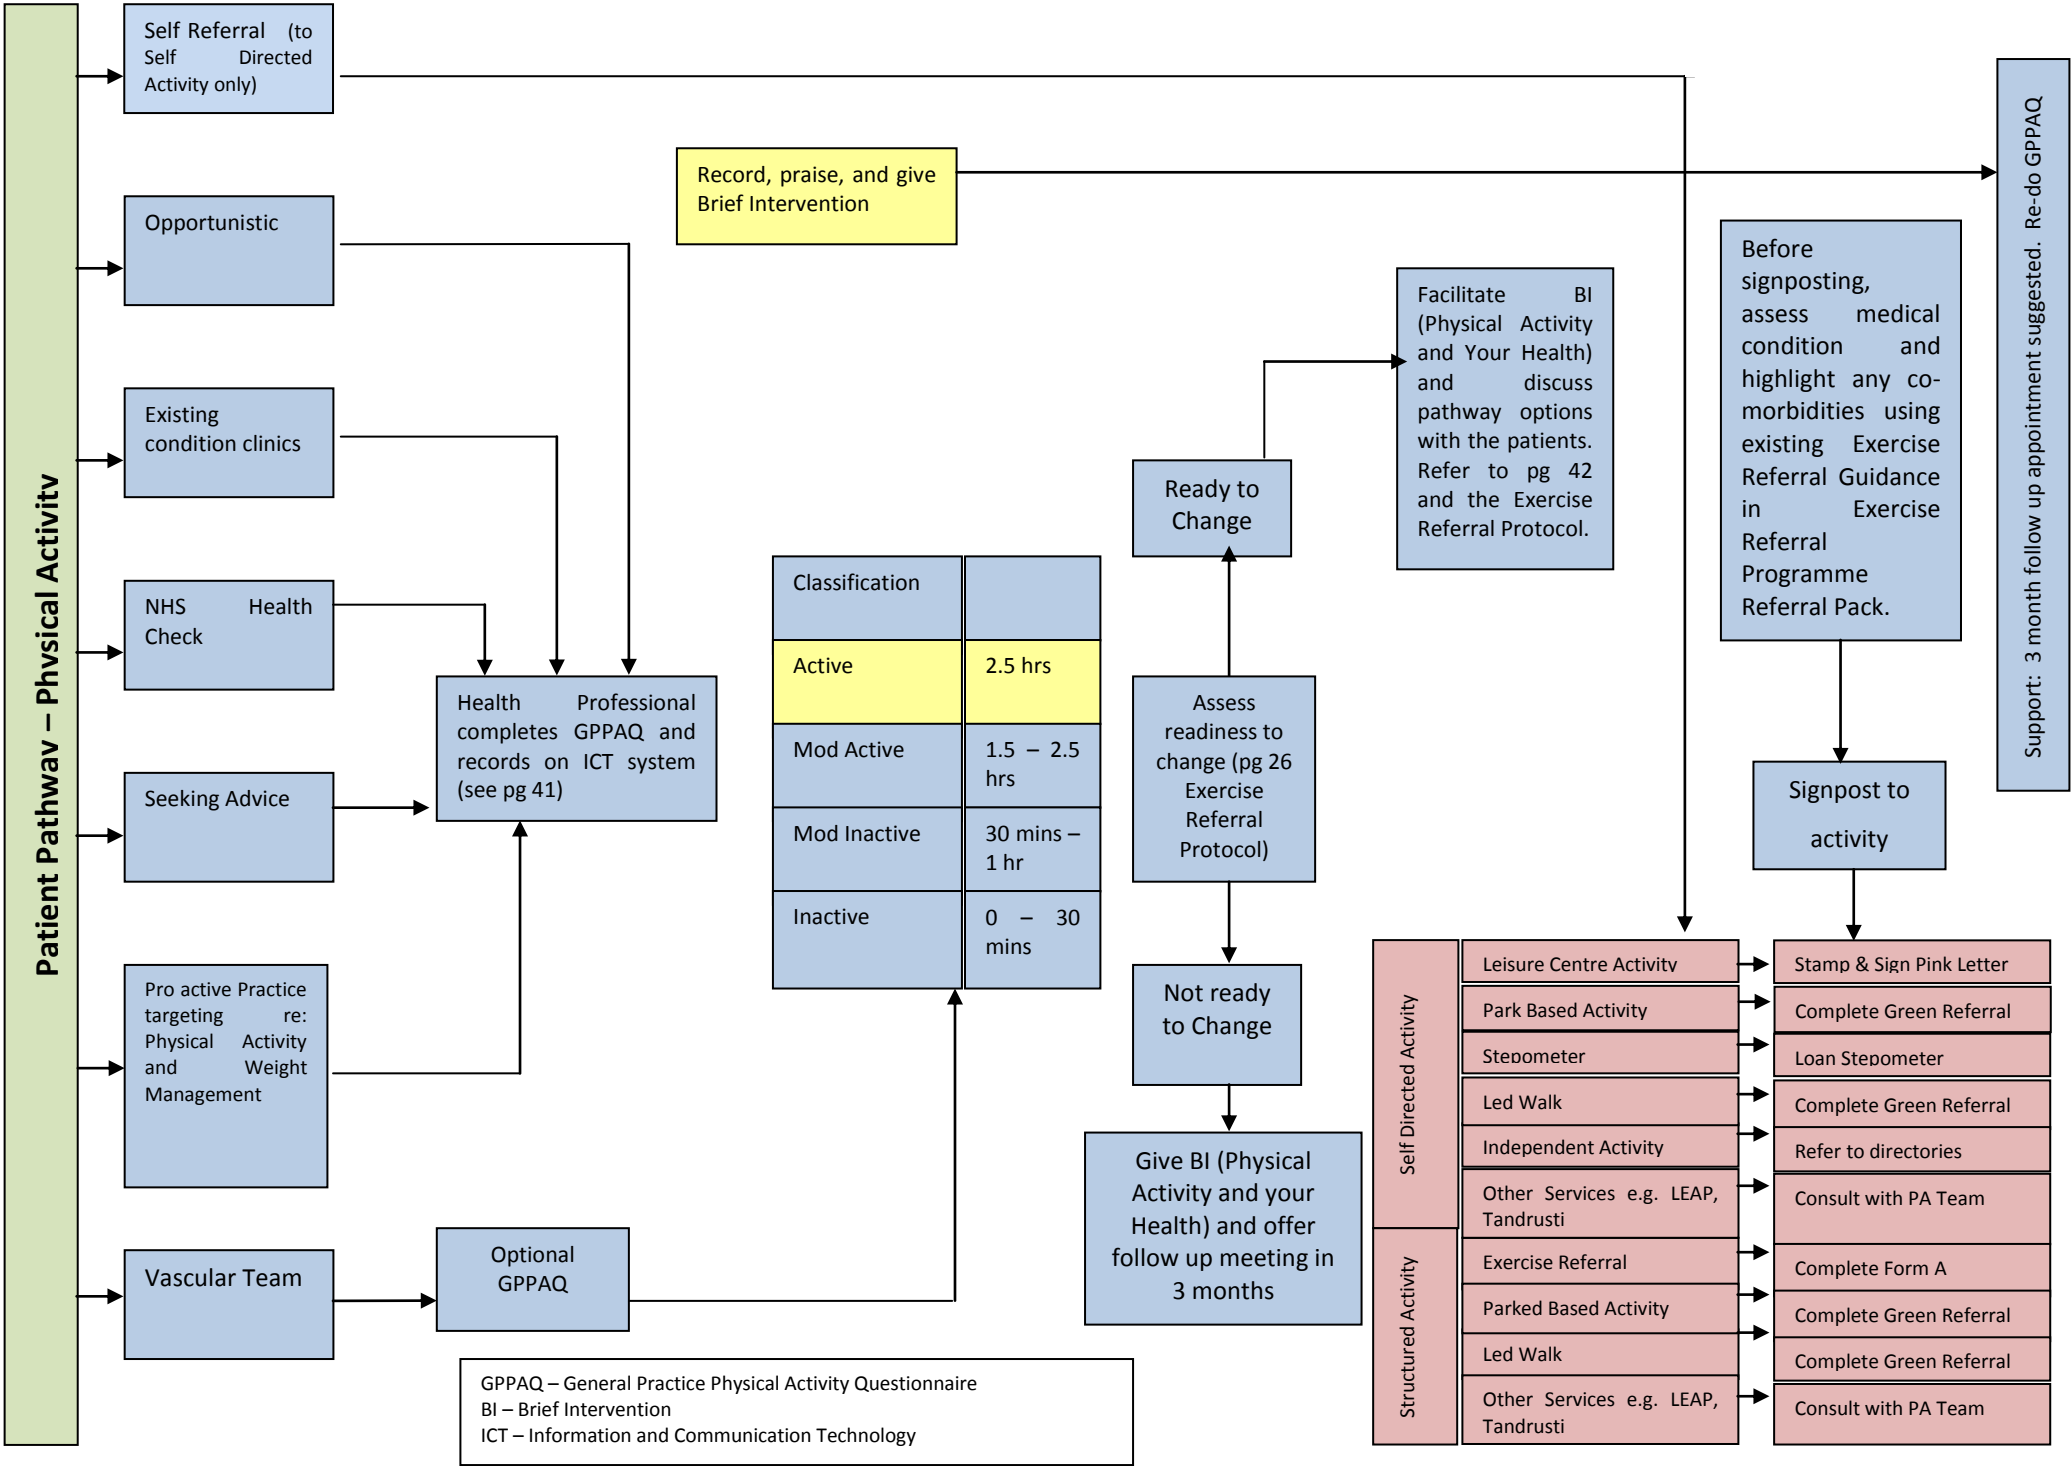 Patient Pathway – Physical Activity
Self Referral (to
Self Directed
Activity only)
Opportunistic
Existing
condition clinics
NHS Health
Check
Seeking Advice
Pro active Practice
targeting re:
Physical Activity
and Weight
Management
Vascular Team
Health Professional
completes GPPAQ and
records on ICT system
(see pg 41)
Optional
GPPAQ
Record, praise, and give
Brief Intervention
Classification
Active 2.5 hrs
Mod Active 1.5 – 2.5
hrs
Mod Inactive 30 mins –
1 hr
Inactive 0 – 30
mins
Ready to
Change
Assess
readiness to
change (pg 26
Exercise
Referral
Protocol)
Not ready
to Change
Give BI (Physical
Activity and your
Health) and offer
follow up meeting in
3 months
Facilitate BI
(Physical Activity
and Your Health)
and discuss
pathway options
with the patients.
Refer to pg 42
and the Exercise
Referral Protocol.
Before
signposting,
assess medical
condition and
highlight any co-
morbidities using
existing Exercise
Referral Guidance
in Exercise
Referral
Programme
Referral Pack.
Signpost to
activity
Support: 3 month follow up appointment suggested. Re-do GPPAQ
Self Directed Activity
Leisure Centre Activity Stamp & Sign Pink Letter
Park Based Activity Complete Green Referral
Stepometer Loan Stepometer
Led Walk Complete Green Referral
Independent Activity Refer to directories
Other Services e.g. LEAP,
Tandrusti
Consult with PA Team
Structured Activity
Exercise Referral Complete Form A
Parked Based Activity Complete Green Referral
Led Walk Complete Green Referral
Other Services e.g. LEAP,
Tandrusti
Consult with PA Team
GPPAQ – General Practice Physical Activity Questionnaire
BI – Brief Intervention
ICT – Information and Communication Technology